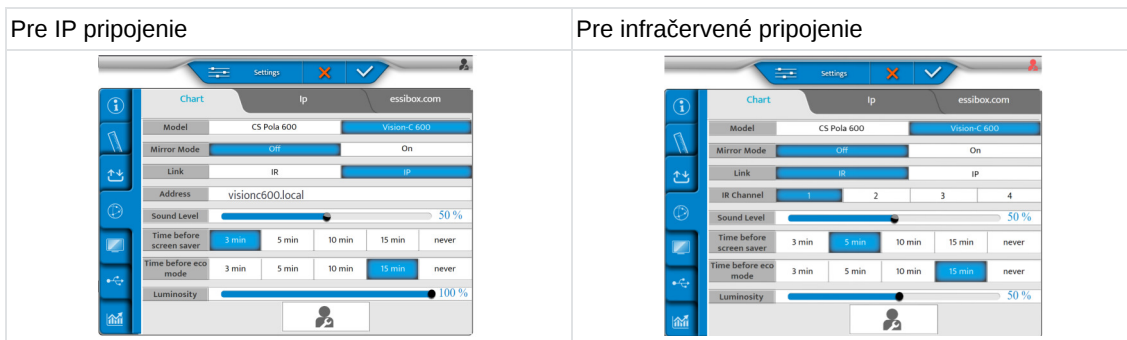 Pre IP pripojenie
Settings
Chart Ip essibox.com
Model CS Pola 600 Vision-C 600
Mirror Mode Off On
Link IR IP
Address visionc600.local
Sound Level 50 %
Time before screen saver 3 min 5 min 10 min 15 min never
Time before eco mode 3 min 5 min 10 min 15 min never
Luminosity 100 %
Pre infračervené pripojenie
Settings
Chart Ip essibox.com
Model CS Pola 600 Vision-C 600
Mirror Mode Off On
Link IR IP
IR Channel 1 2 3 4
Sound Level 50 %
Time before screen saver 3 min 5 min 10 min 15 min never
Time before eco mode 3 min 5 min 10 min 15 min never
Luminosity 50 %